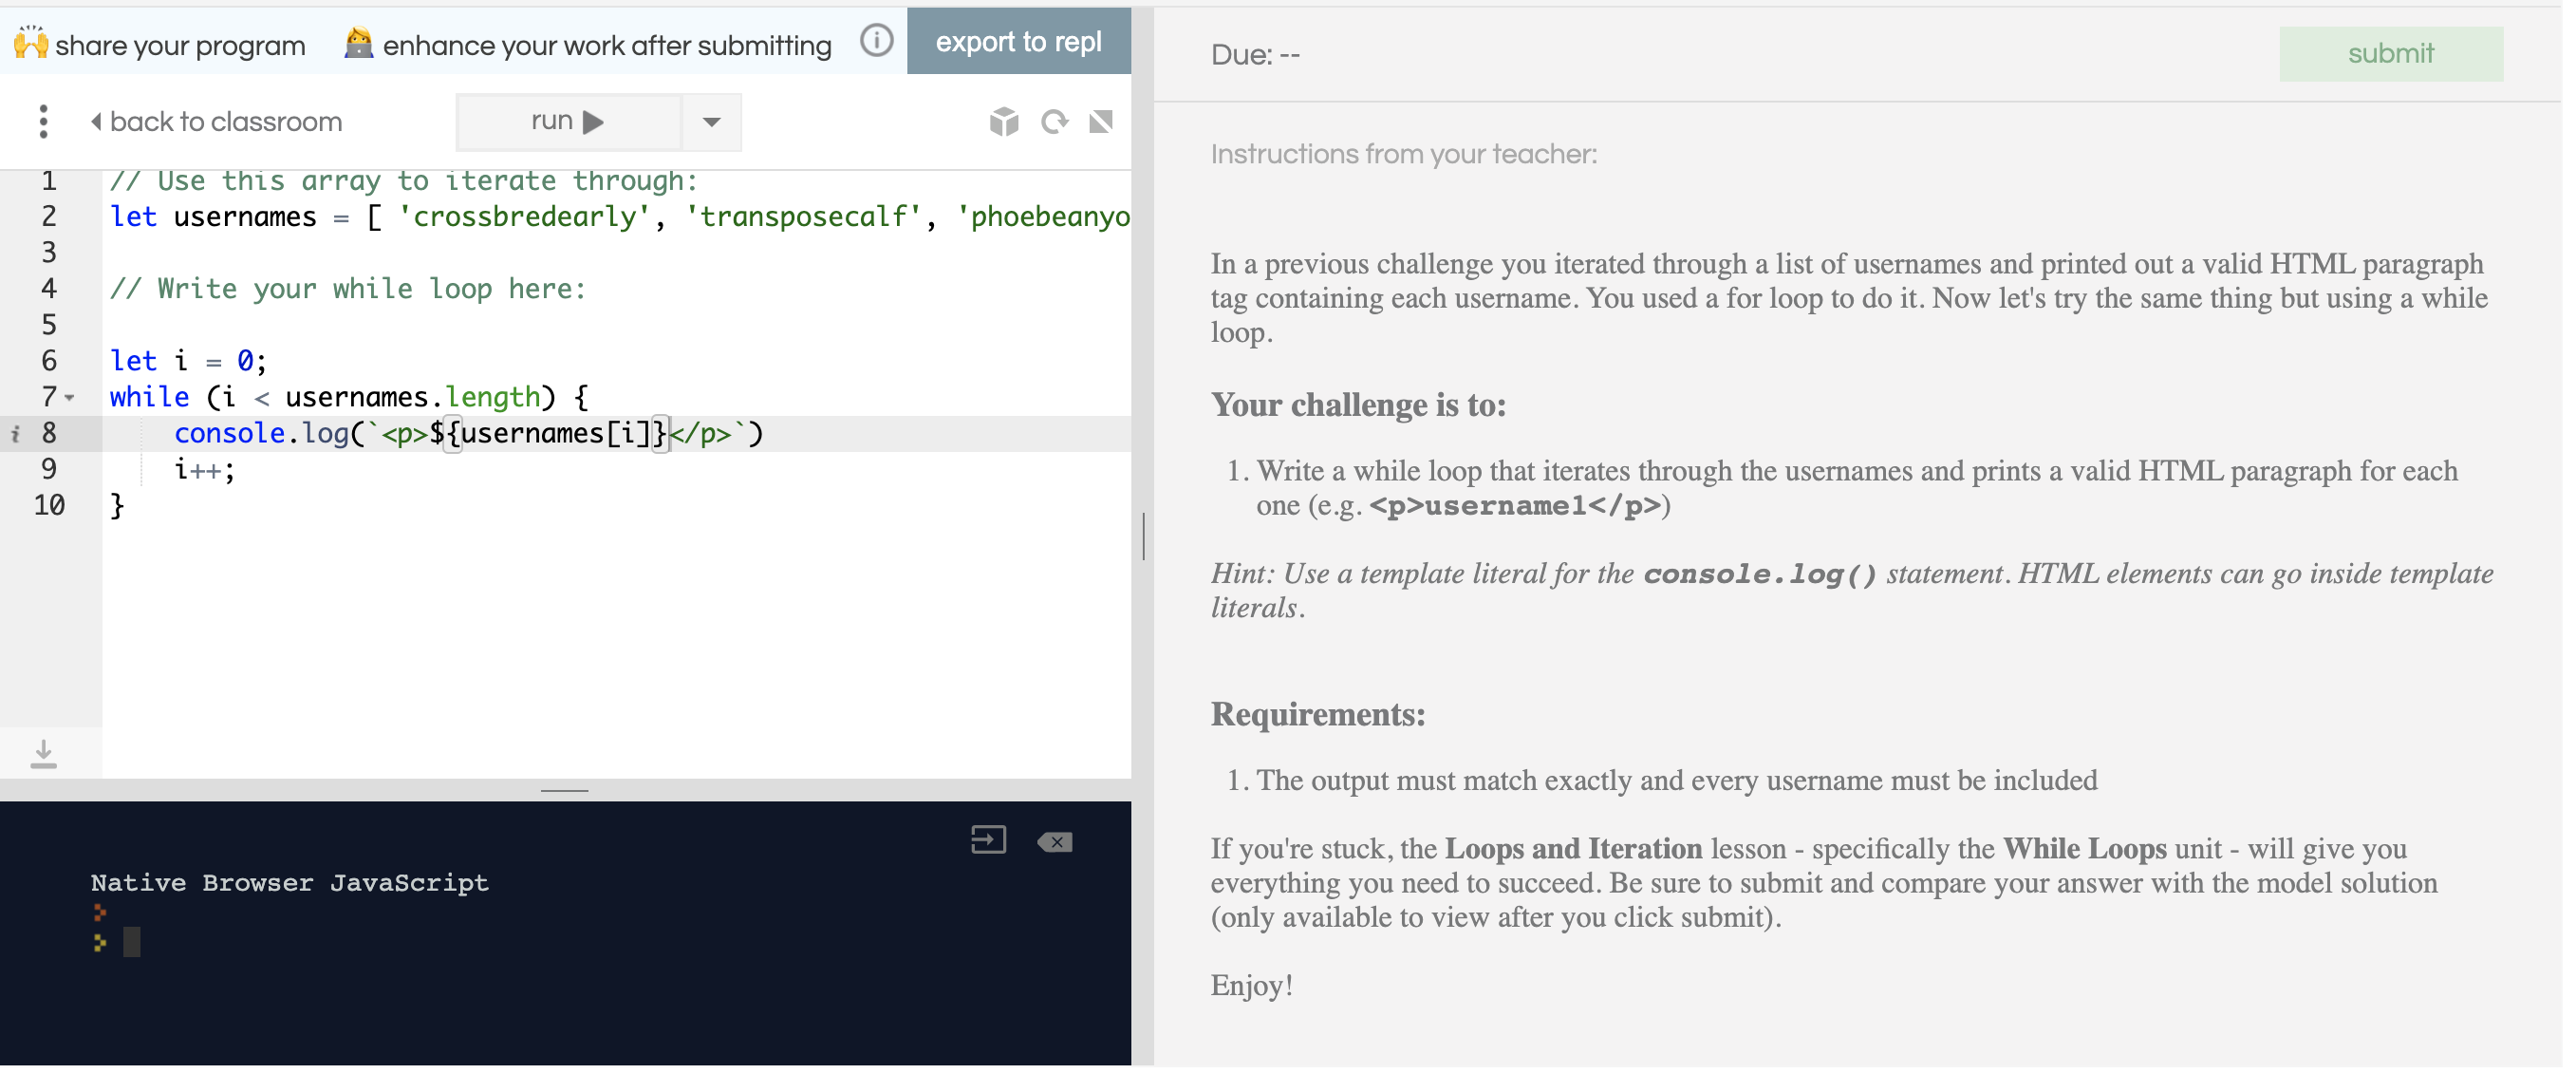 share your program enhance your work after submitting export to repl
back to classroom run
1 // Use this array to iterate through:
2 let usernames = [ 'crossbredearly', 'transposecalf', 'phoebeanyo
3
4 // Write your while loop here:
5
6 let i = 0;
7 while (i < usernames.length) {
8 console.log(`<p>${usernames[i]}</p>`)
9 i++;
10 }
Native Browser JavaScript
Due: -- submit
Instructions from your teacher:
In a previous challenge you iterated through a list of usernames and printed out a valid HTML paragraph
tag containing each username. You used a for loop to do it. Now let's try the same thing but using a while
loop.
Your challenge is to:
1. Write a while loop that iterates through the usernames and prints a valid HTML paragraph for each
one (e.g. <p>username1</p>)
Hint: Use a template literal for the console.log() statement. HTML elements can go inside template
literals.
Requirements:
1. The output must match exactly and every username must be included
If you're stuck, the Loops and Iteration lesson - specifically the While Loops unit - will give you
everything you need to succeed. Be sure to submit and compare your answer with the model solution
(only available to view after you click submit).
Enjoy!